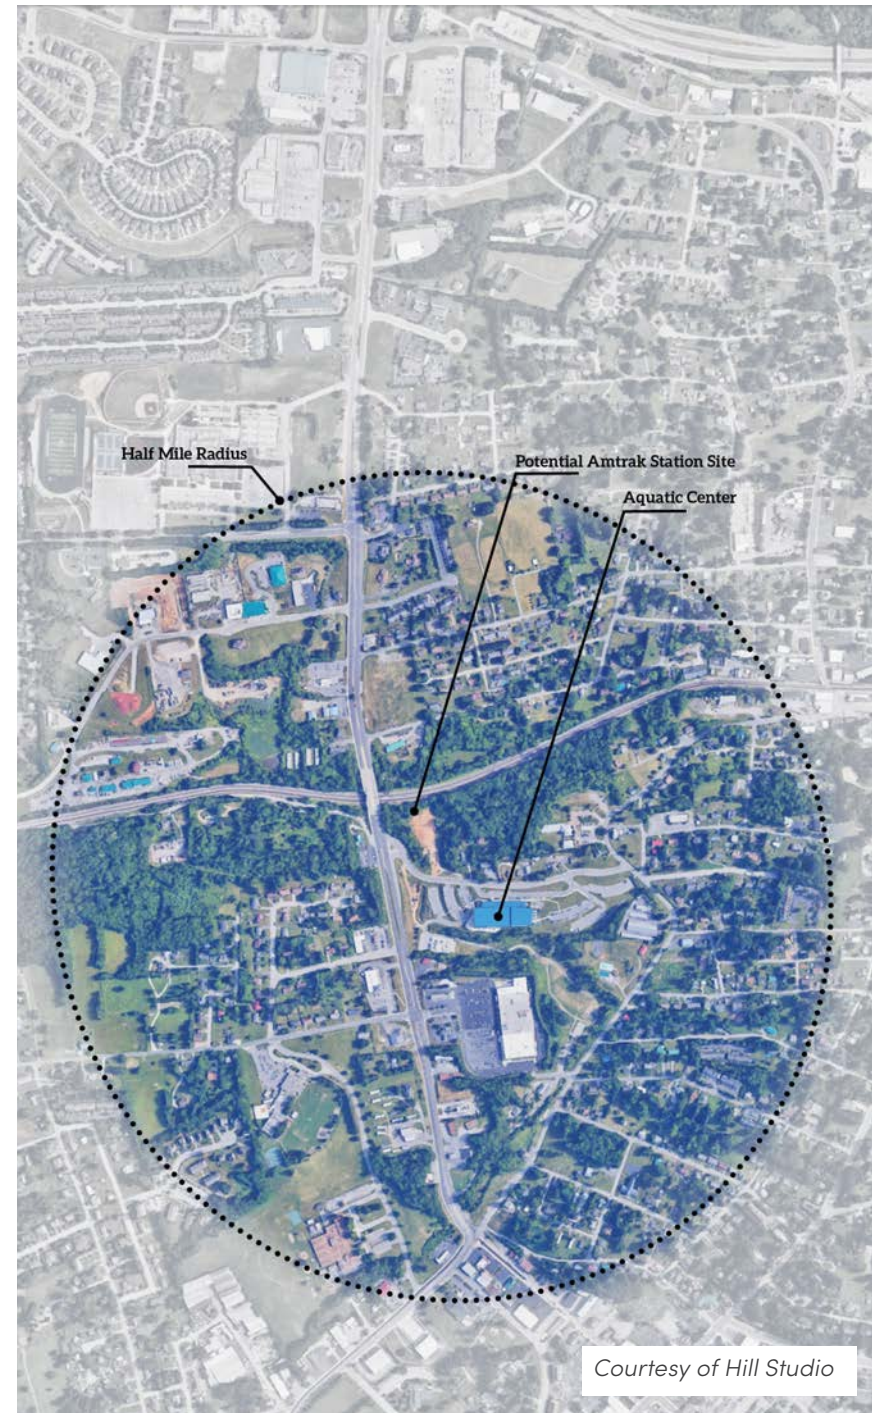 Half Mile Radius
Potential Amtrak Station Site
Aquatic Center
Courtesy of Hill Studio